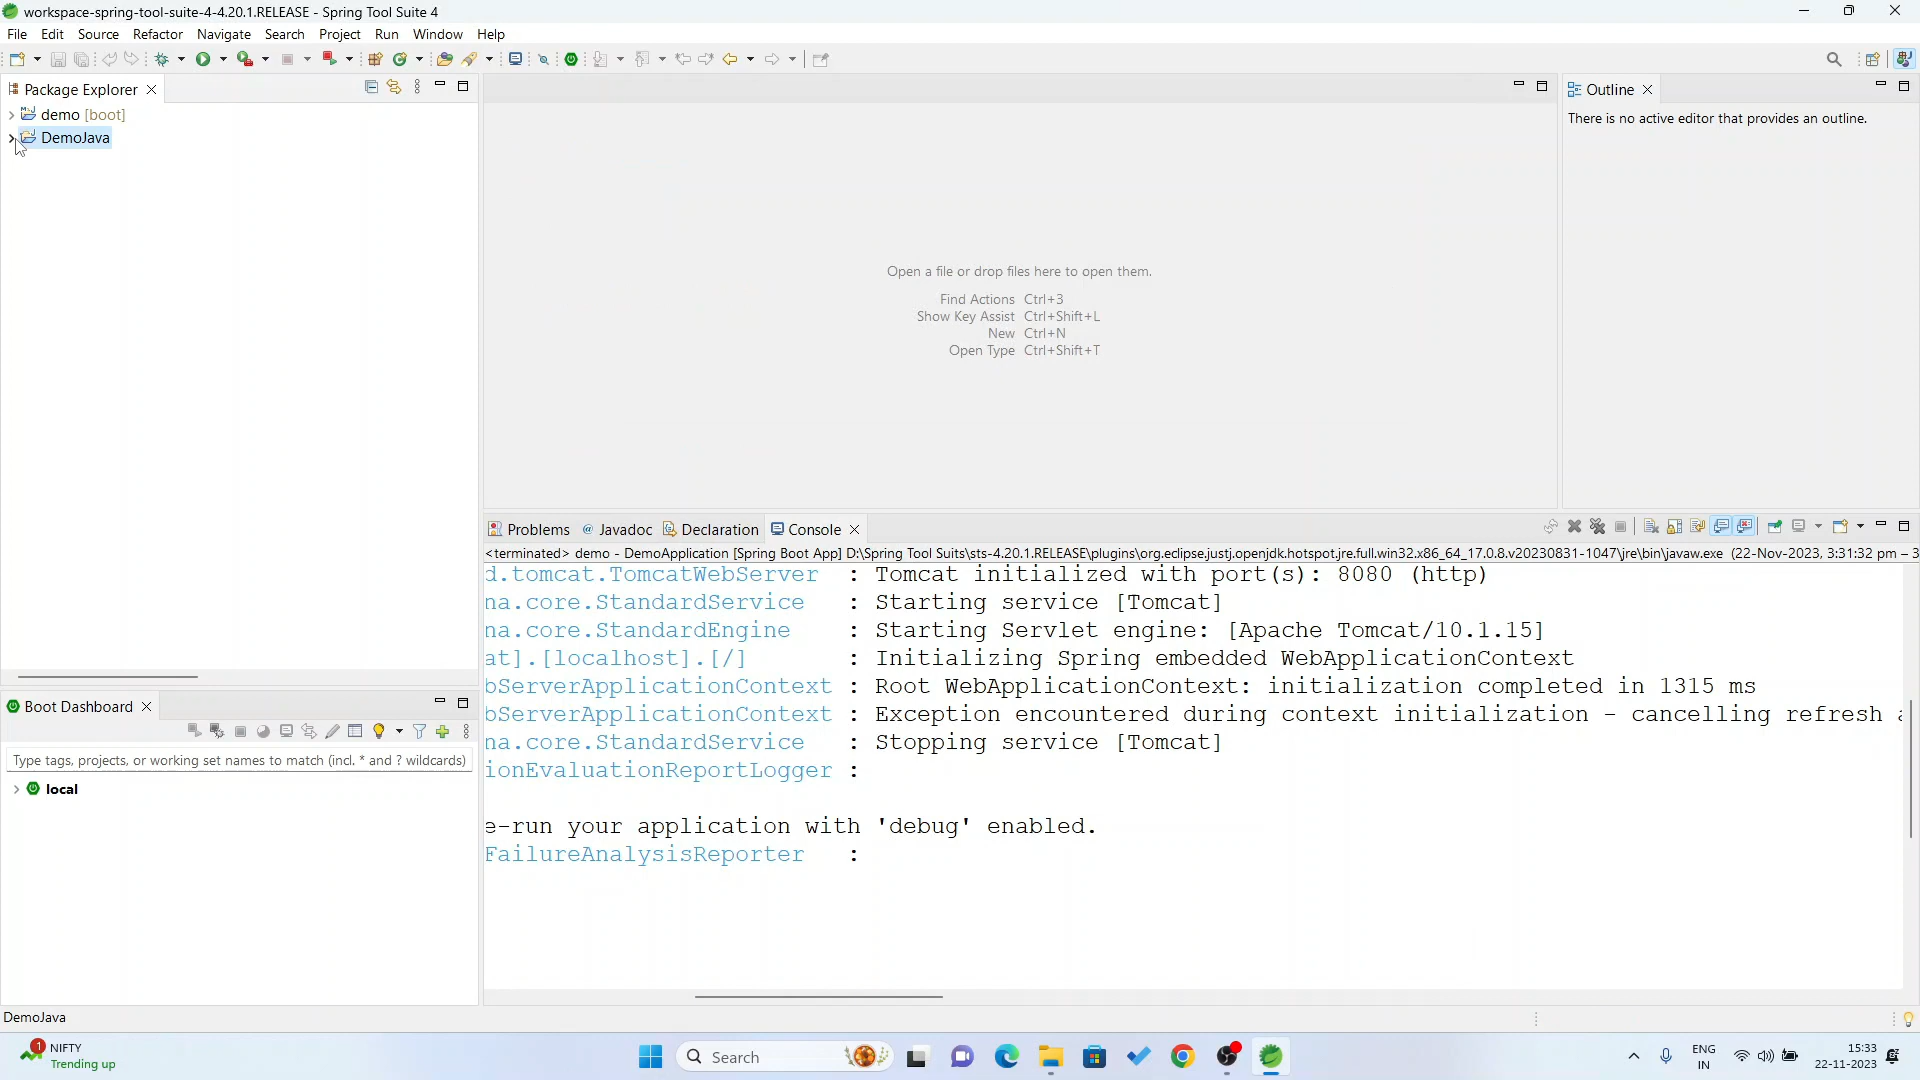 workspace-spring-tool-suite-4-4.20.1.RELEASE - Spring Tool Suite 4
File Edit Source Refactor Navigate Search Project Run Window Help
Package Explorer
demo [boot]
DemoJava
Open a file or drop files here to open them.
Find Actions Ctrl+3
Show Key Assist Ctrl+Shift+L
New Ctrl+N
Open Type Ctrl+Shift+T
Outline
There is no active editor that provides an outline.
Problems Javadoc Declaration Console
<terminated> demo - DemoApplication [Spring Boot App] D:\Spring Tool Suits\sts-4.20.1.RELEASE\plugins\org.eclipse.justj.openjdk.hotspot.jre.full.win32.x86_64_17.0.8.v20230831-1047\jre\bin\javaw.exe (22-Nov-2023, 3:31:32 pm – 3
d.tomcat.TomcatWebServer : Tomcat initialized with port(s): 8080 (http)
na.core.StandardService : Starting service [Tomcat]
na.core.StandardEngine : Starting Servlet engine: [Apache Tomcat/10.1.15]
at].[localhost].[/] : Initializing Spring embedded WebApplicationContext
bServerApplicationContext : Root WebApplicationContext: initialization completed in 1315 ms
bServerApplicationContext : Exception encountered during context initialization - cancelling refresh a
na.core.StandardService : Stopping service [Tomcat]
ionEvaluationReportLogger :
e-run your application with 'debug' enabled.
FailureAnalysisReporter :
Boot Dashboard
Type tags, projects, or working set names to match (incl. * and ? wildcards)
local
DemoJava
1
NIFTY
Trending up
Search
ENG
IN
15:33
22-11-2023